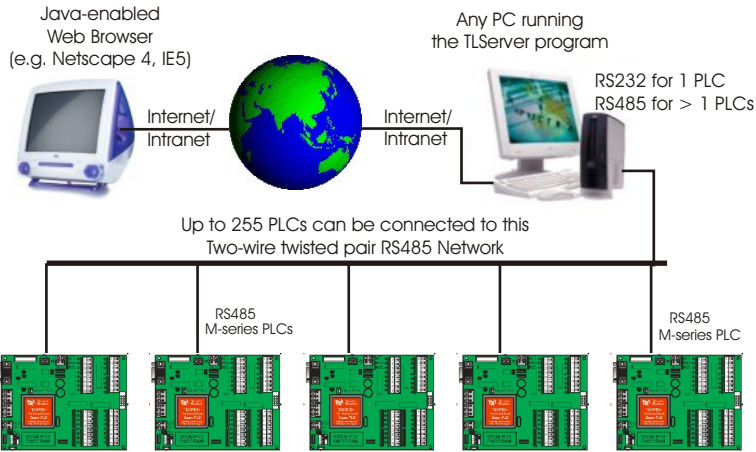 Java-enabled
Web Browser
(e.g. Netscape 4, IE5)
Any PC running
the TLServer program
RS232 for 1 PLC
RS485 for > 1 PLCs
Internet/
Intranet
Internet/
Intranet
Up to 255 PLCs can be connected to this
Two-wire twisted pair RS485 Network
RS485
M-series PLCs
RS485
M-series PLC